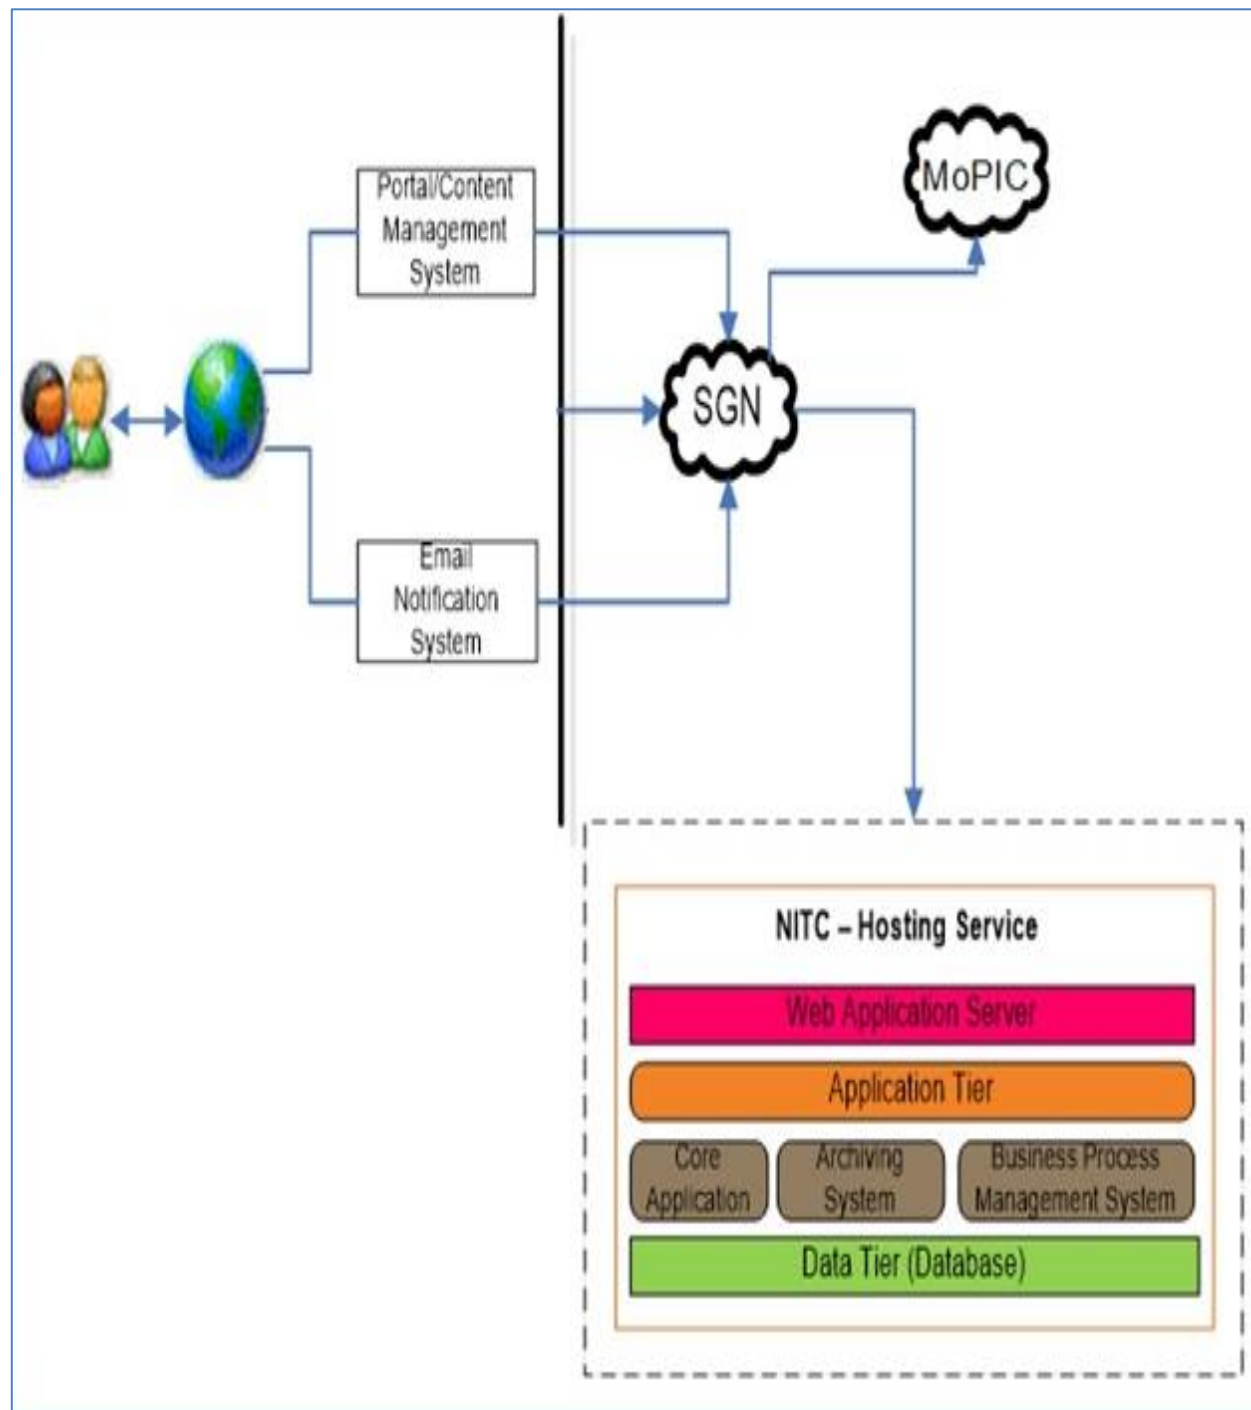 Portal/Content
Management
System
MoPIC
SGN
Email
Notification
System
NITC – Hosting Service
Web Application Server
Application Tier
Core
Application
Archiving
System
Business Process
Management System
Data Tier (Database)